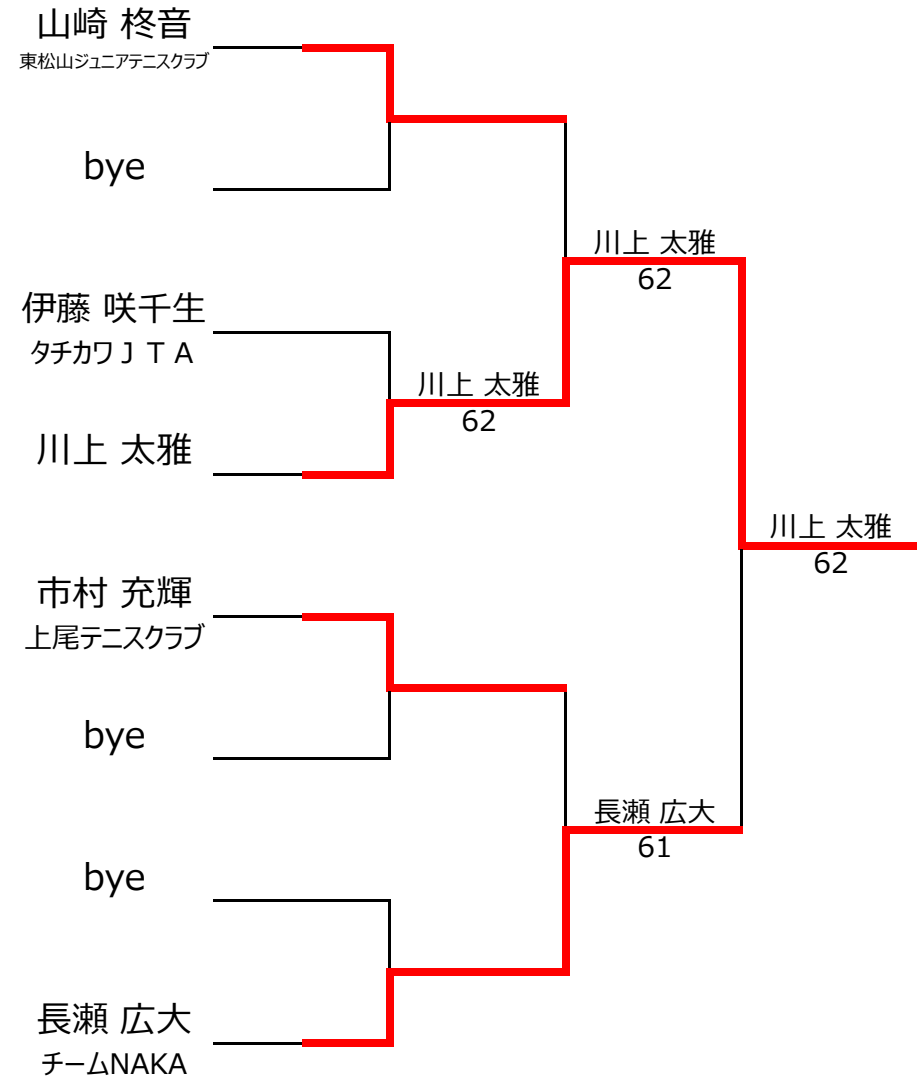 山崎 柊音
東松山ジュニアテニスクラブ
bye
川上 太雅
62
伊藤 咲千生
タチカワＪＴＡ
川上 太雅
62
川上 太雅
川上 太雅
62
市村 充輝
上尾テニスクラブ
bye
長瀬 広大
61
bye
長瀬 広大
チームNAKA